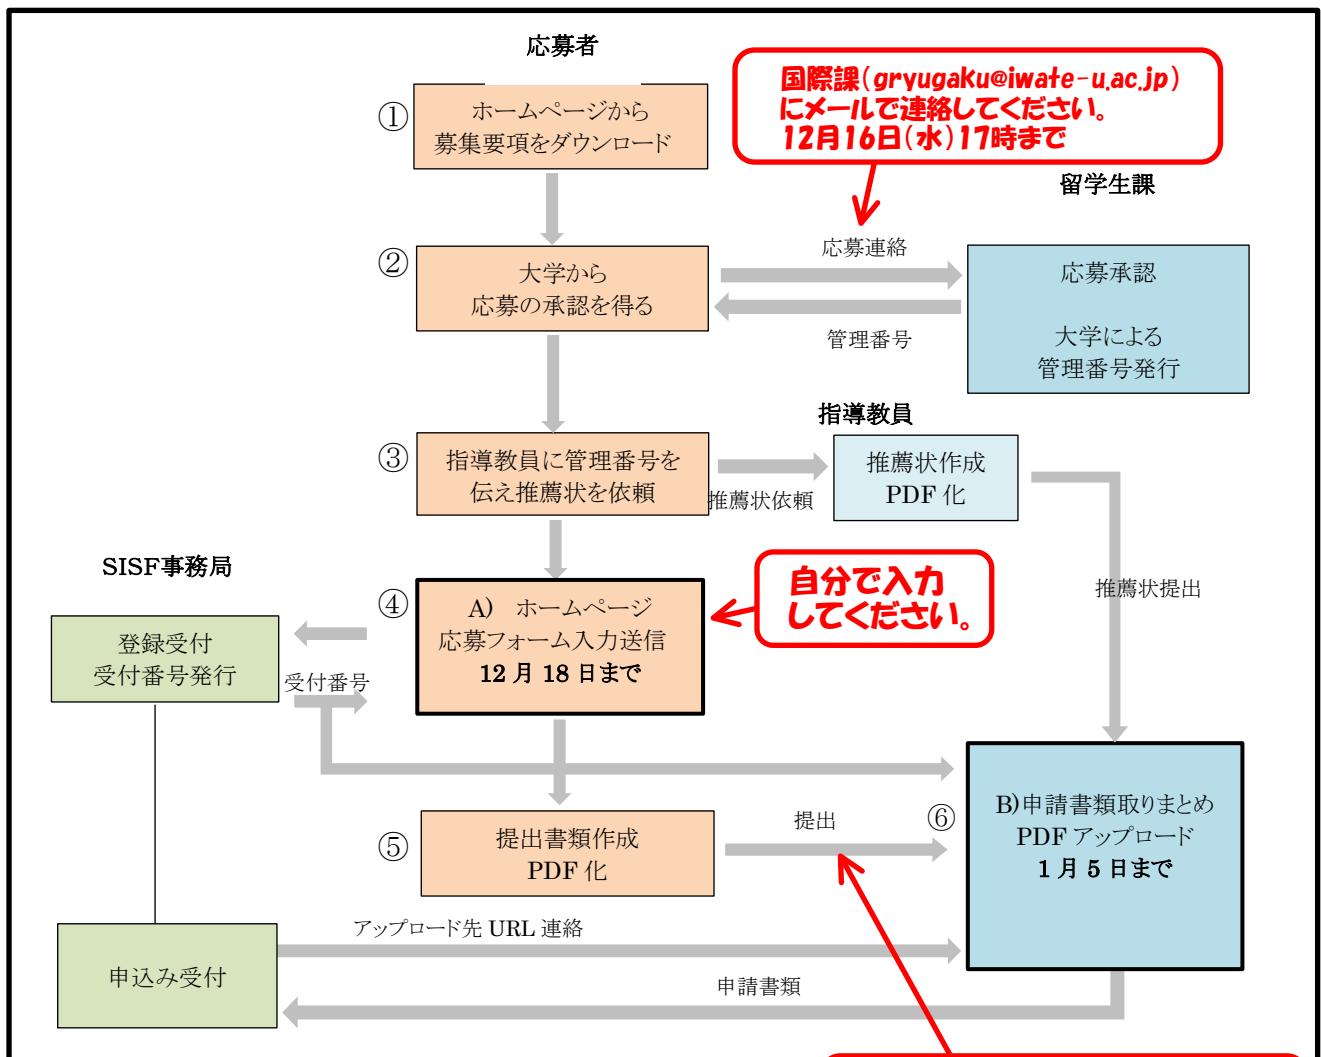 応募者
国際課(gryugaku@iwate-u.ac.jp)
にメールで連絡してください。
12月16日(水)17時まで
① ホームページから
募集要項をダウンロード
留学生課
② 大学から
応募の承認を得る
応募連絡
管理番号
応募承認
大学による
管理番号発行
指導教員
③ 指導教員に管理番号を
伝え推薦状を依頼
推薦状依頼
推薦状作成
PDF 化
推薦状提出
SISF事務局
④ A) ホームページ
応募フォーム入力送信
12 月 18 日まで
自分で入力
してください。
登録受付
受付番号発行
受付番号
⑤ 提出書類作成
PDF 化
提出
⑥ B)申請書類取りまとめ
PDF アップロード
1 月 5 日まで
アップロード先 URL 連絡
申込み受付
申請書類